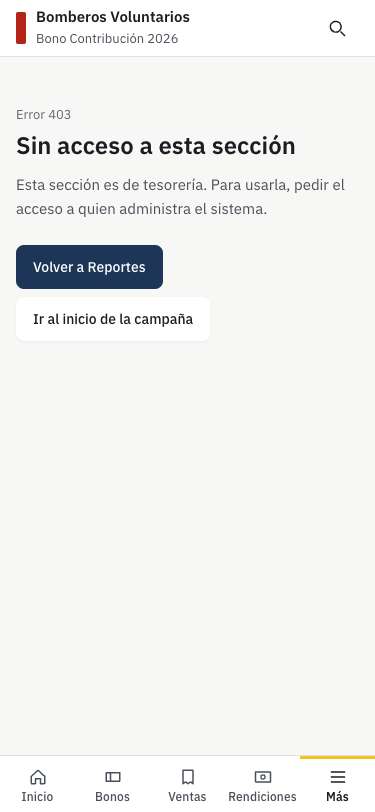 Bomberos Voluntarios
Bono Contribución 2026
Error 403
Sin acceso a esta sección
Esta sección es de tesorería. Para usarla, pedir el
acceso a quien administra el sistema.
Volver a Reportes
Ir al inicio de la campaña
Inicio
Bonos
Ventas
Rendiciones
Más